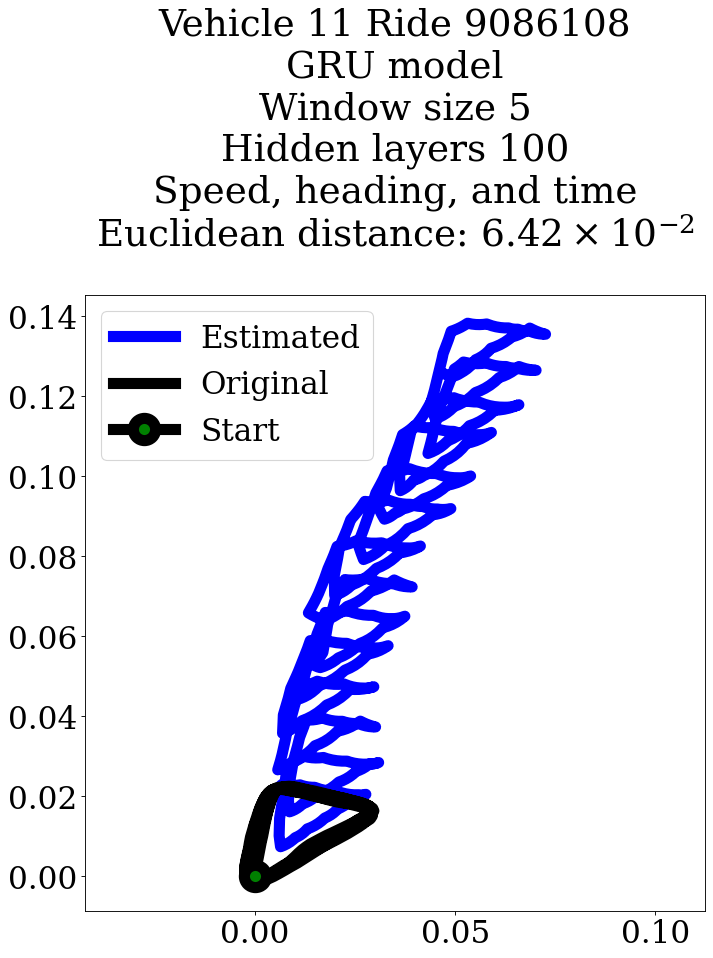 Vehicle 11 Ride 9086108
GRU model
Window size 5
Hidden layers 100
Speed, heading, and time
Euclidean distance: 6.42 × 10⁻²
Estimated
Original
Start
0.14
0.12
0.10
0.08
0.06
0.04
0.02
0.00
0.00 0.05 0.10